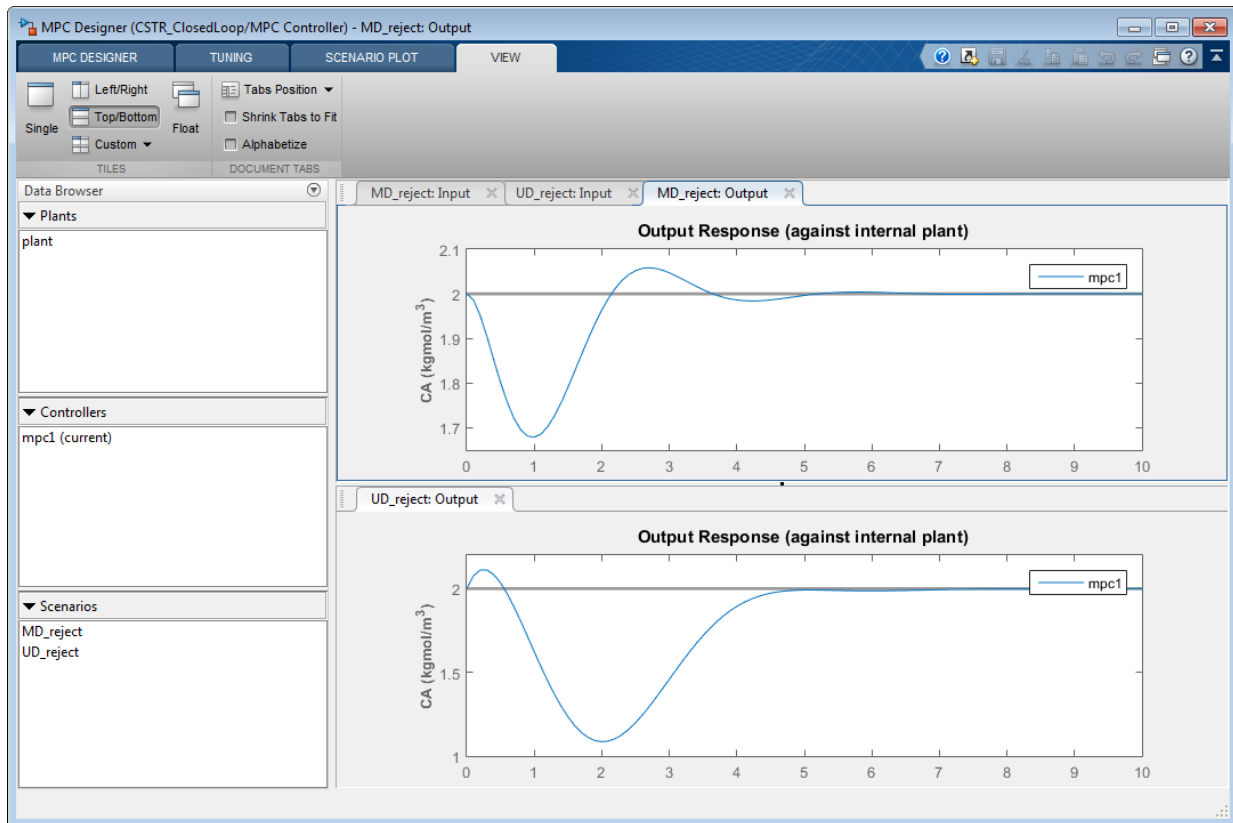 MPC Designer (CSTR_ClosedLoop/MPC Controller) - MD_reject: Output
MPC DESIGNER TUNING SCENARIO PLOT VIEW
Single
Left/Right
Top/Bottom
Custom
Float
TILES
Tabs Position
Shrink Tabs to Fit
Alphabetize
DOCUMENT TABS
Data Browser
Plants
plant
Controllers
mpc1 (current)
Scenarios
MD_reject
UD_reject
MD_reject: Input UD_reject: Input MD_reject: Output
Output Response (against internal plant)
CA (kgmol/m³)
2.1
2
1.9
1.8
1.7
mpc1
0 1 2 3 4 5 6 7 8 9 10
UD_reject: Output
Output Response (against internal plant)
CA (kgmol/m³)
2
1.5
1
mpc1
0 1 2 3 4 5 6 7 8 9 10